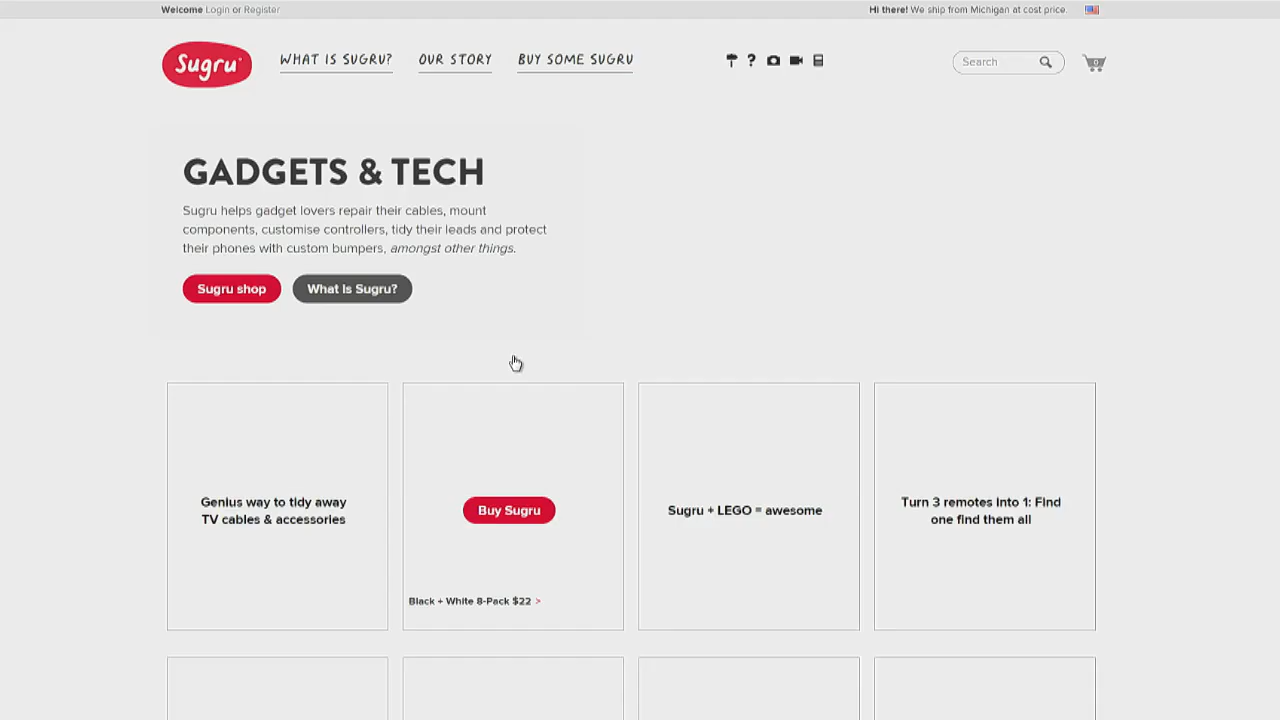 Welcome Login or Register
Hi there! We ship from Michigan at cost price.
Sugru
WHAT IS SUGRU?
OUR STORY
BUY SOME SUGRU
?
Search
0
GADGETS & TECH
Sugru helps gadget lovers repair their cables, mount
components, customise controllers, tidy their leads and protect
their phones with custom bumpers, amongst other things.
Sugru shop
What Is Sugru?
Genius way to tidy away
TV cables & accessories
Buy Sugru
Black + White 8-Pack $22 >
Sugru + LEGO = awesome
Turn 3 remotes into 1: Find
one find them all